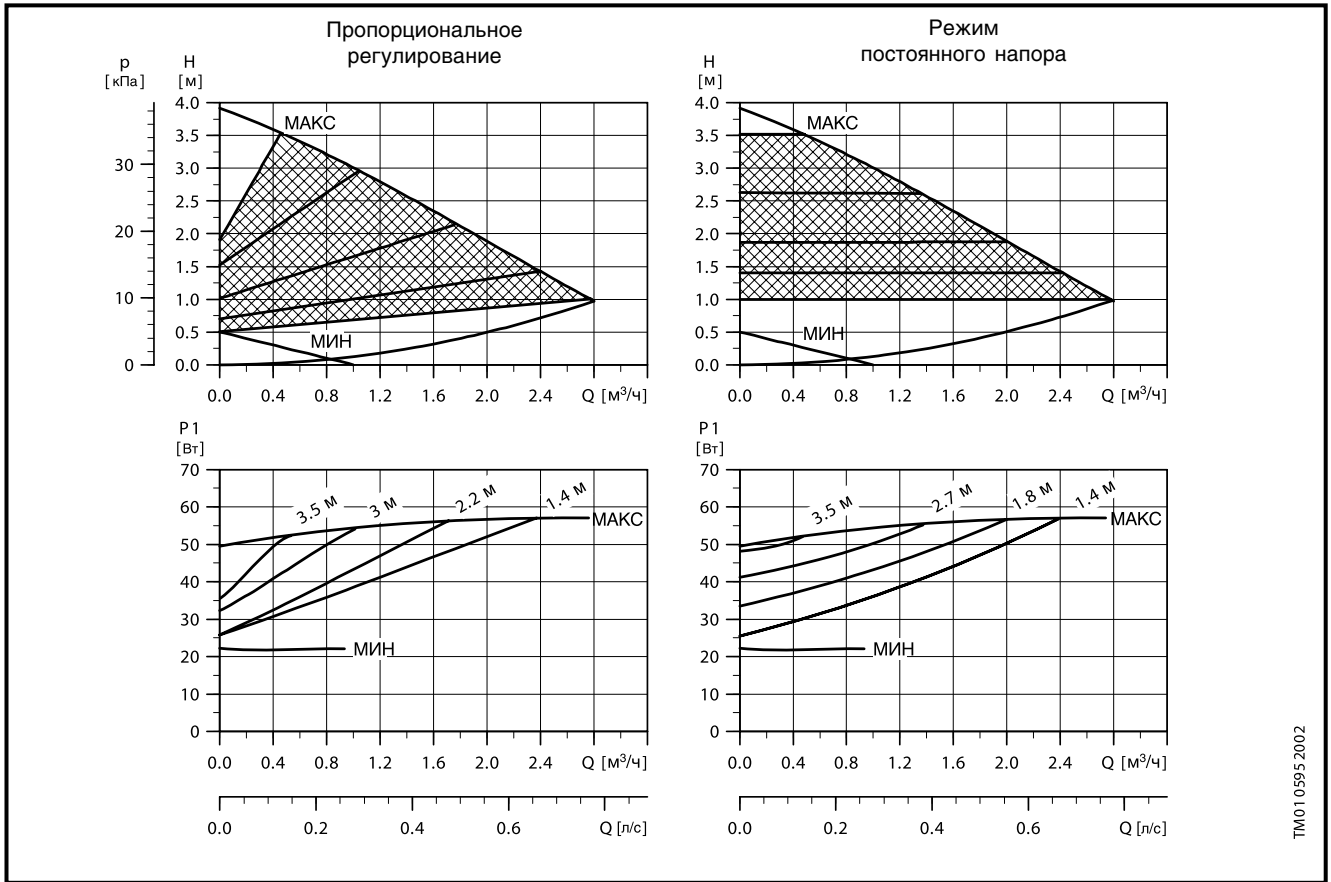 Пропорциональное
регулирование
Режим
постоянного напора
p
[кПа]
H
[м]
4.0
3.5
3.0
2.5
2.0
1.5
1.0
0.5
0.0
30
20
10
0
МАКС
МИН
0.0 0.4 0.8 1.2 1.6 2.0 2.4 Q [м³/ч]
H
[м]
4.0
3.5
3.0
2.5
2.0
1.5
1.0
0.5
0.0
МАКС
МИН
0.0 0.4 0.8 1.2 1.6 2.0 2.4 Q [м³/ч]
P1
[Вт]
70
60
50
40
30
20
10
0
3.5 м 3 м 2.2 м 1.4 м
МАКС
МИН
0.0 0.4 0.8 1.2 1.6 2.0 2.4 Q [м³/ч]
0.0 0.2 0.4 0.6 Q [л/с]
P1
[Вт]
70
60
50
40
30
20
10
0
3.5 м 2.7 м 1.8 м 1.4 м
МАКС
МИН
0.0 0.4 0.8 1.2 1.6 2.0 2.4 Q [м³/ч]
0.0 0.2 0.4 0.6 Q [л/с]
TM01 0595 2002